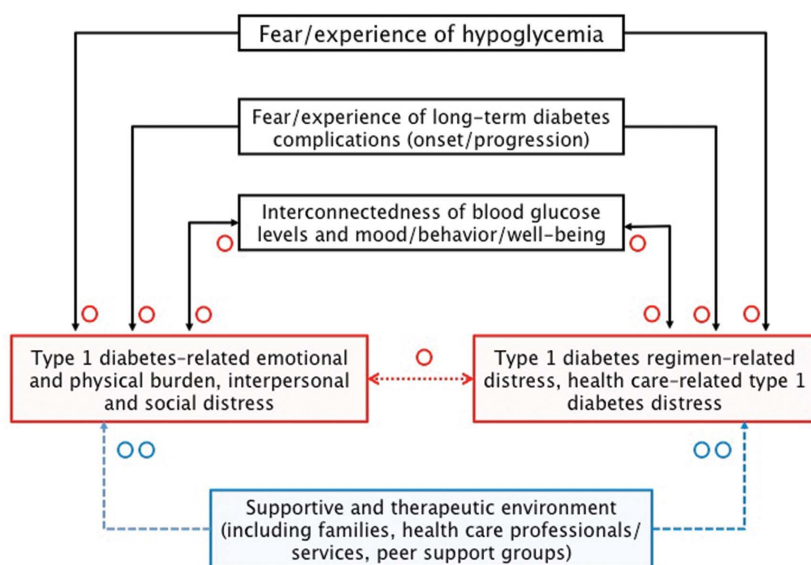 Fear/experience of hypoglycemia
Fear/experience of long-term diabetes
complications (onset/progression)
Interconnectedness of blood glucose
levels and mood/behavior/well-being
Type 1 diabetes-related emotional
and physical burden, interpersonal
and social distress
Type 1 diabetes regimen-related
distress, health care-related type 1
diabetes distress
Supportive and therapeutic environment
(including families, health care professionals/
services, peer support groups)